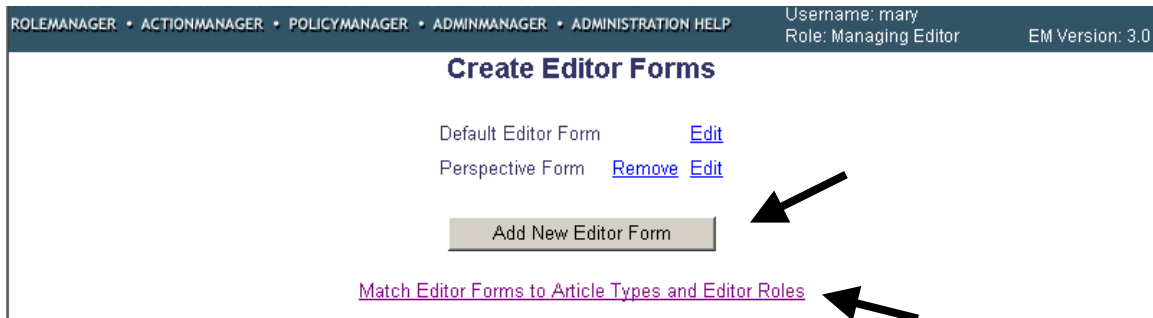 ROLEMANAGER • ACTIONMANAGER • POLICYMANAGER • ADMINMANAGER • ADMINISTRATION HELP
Username: mary
Role: Managing Editor
EM Version: 3.0
Create Editor Forms
Default Editor Form Edit
Perspective Form Remove Edit
Add New Editor Form
Match Editor Forms to Article Types and Editor Roles